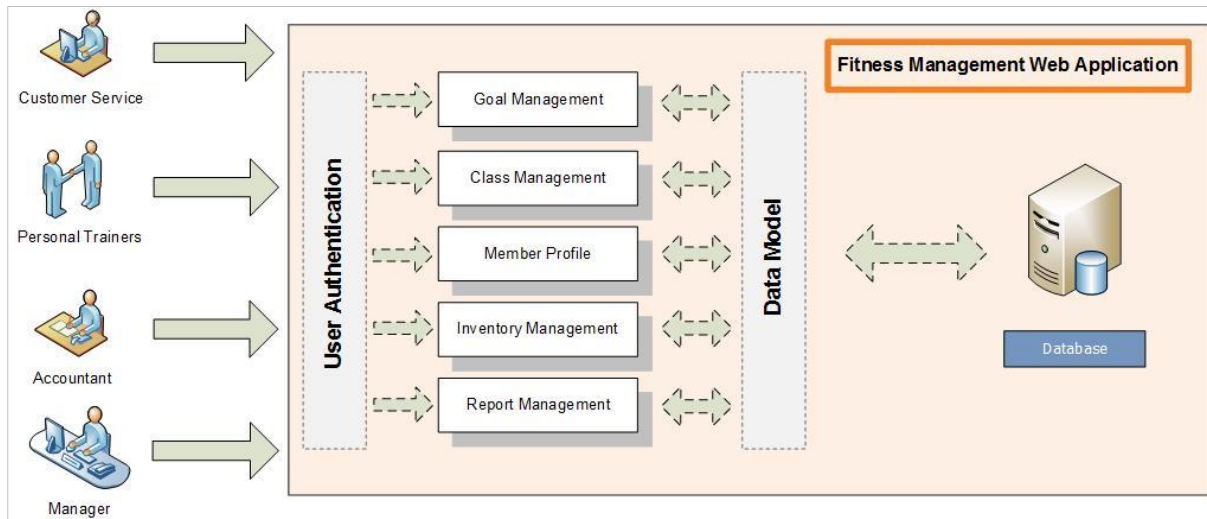 Customer Service
Personal Trainers
Accountant
Manager
User Authentication
Goal Management
Class Management
Member Profile
Inventory Management
Report Management
Data Model
Fitness Management Web Application
Database